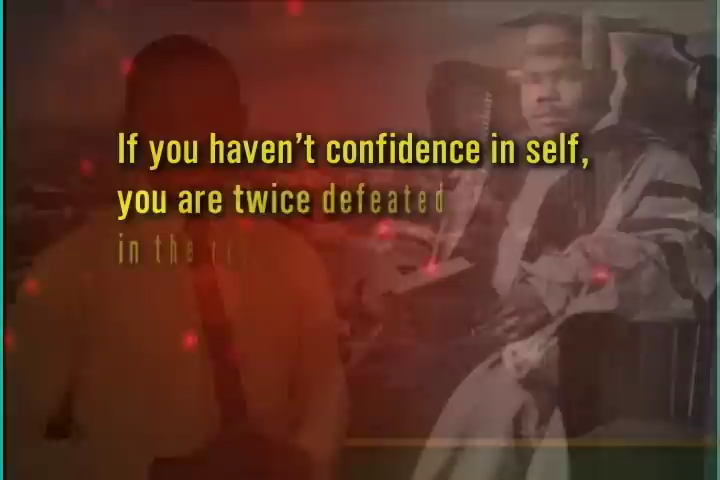 If you haven't confidence in self,
you are twice defeated
in the